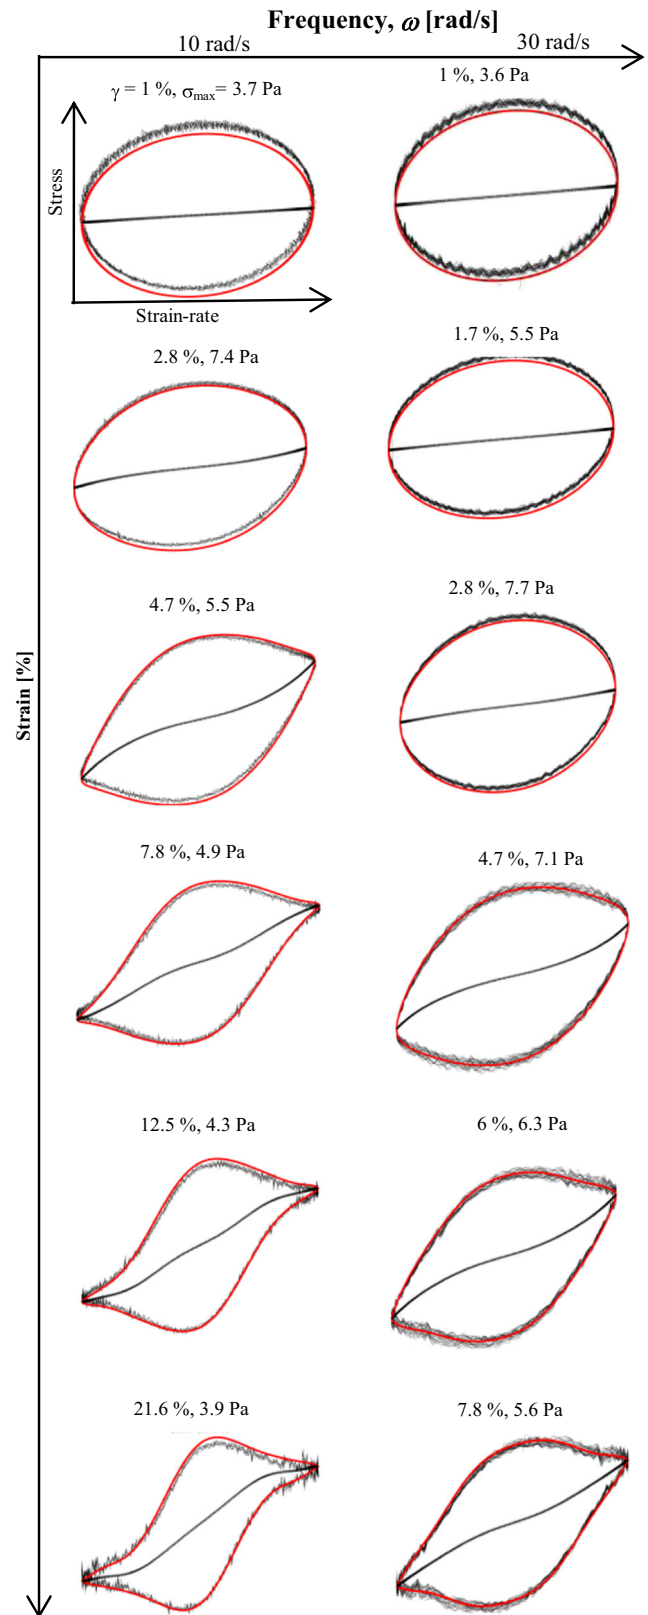 Frequency, ω [rad/s]
10 rad/s
30 rad/s
γ = 1 %, σmax= 3.7 Pa
1 %, 3.6 Pa
Stress
Strain-rate
2.8 %, 7.4 Pa
1.7 %, 5.5 Pa
4.7 %, 5.5 Pa
2.8 %, 7.7 Pa
Strain [%]
7.8 %, 4.9 Pa
4.7 %, 7.1 Pa
12.5 %, 4.3 Pa
6 %, 6.3 Pa
21.6 %, 3.9 Pa
7.8 %, 5.6 Pa